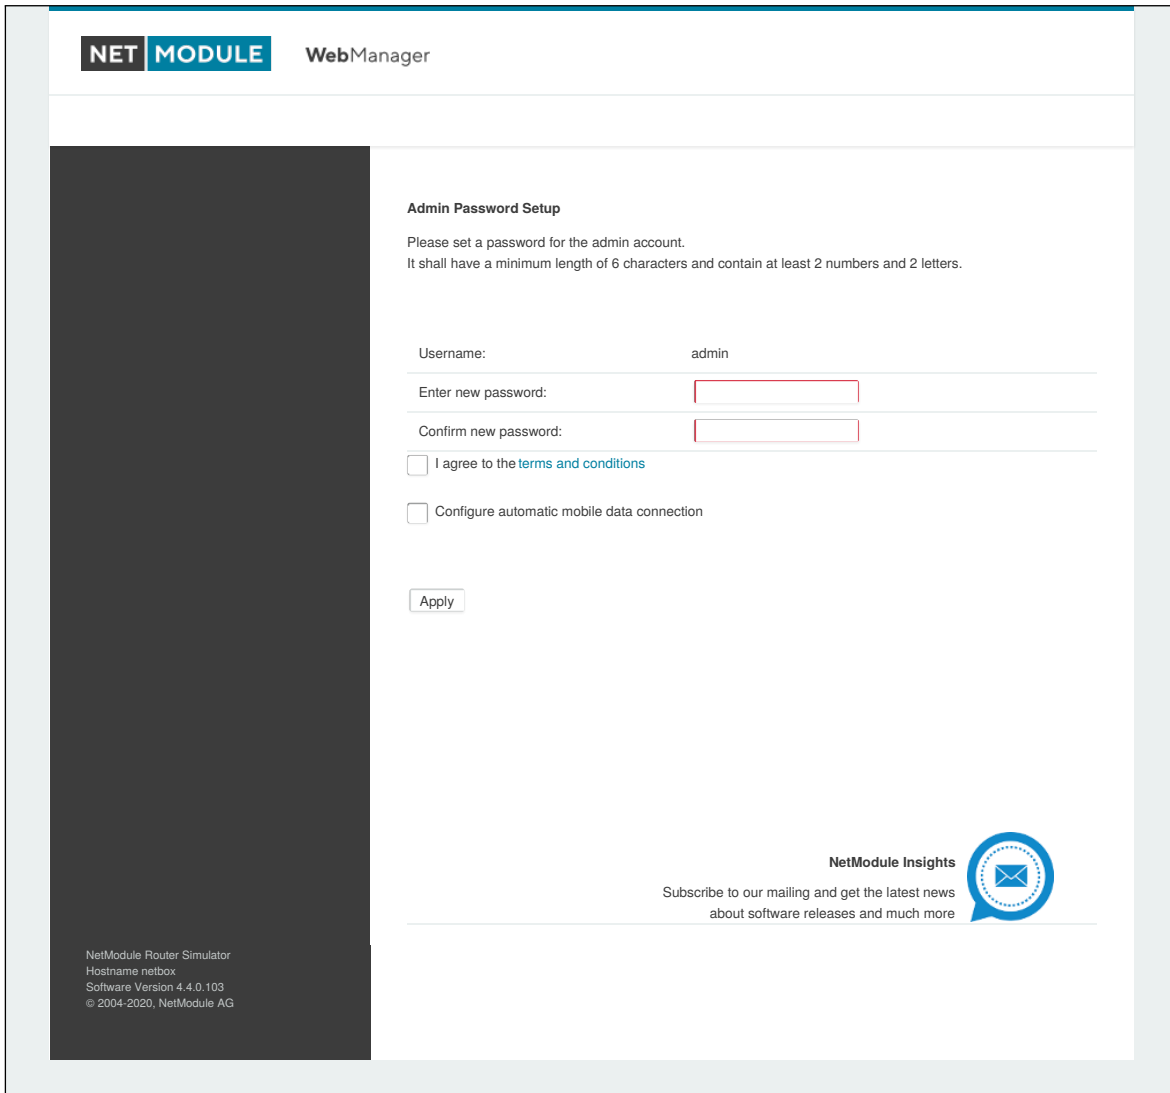 NET MODULE WebManager
Admin Password Setup
Please set a password for the admin account.
It shall have a minimum length of 6 characters and contain at least 2 numbers and 2 letters.
Username: admin
Enter new password:
Confirm new password:
I agree to the terms and conditions
Configure automatic mobile data connection
Apply
NetModule Insights
Subscribe to our mailing and get the latest news
about software releases and much more
NetModule Router Simulator
Hostname netbox
Software Version 4.4.0.103
© 2004-2020, NetModule AG